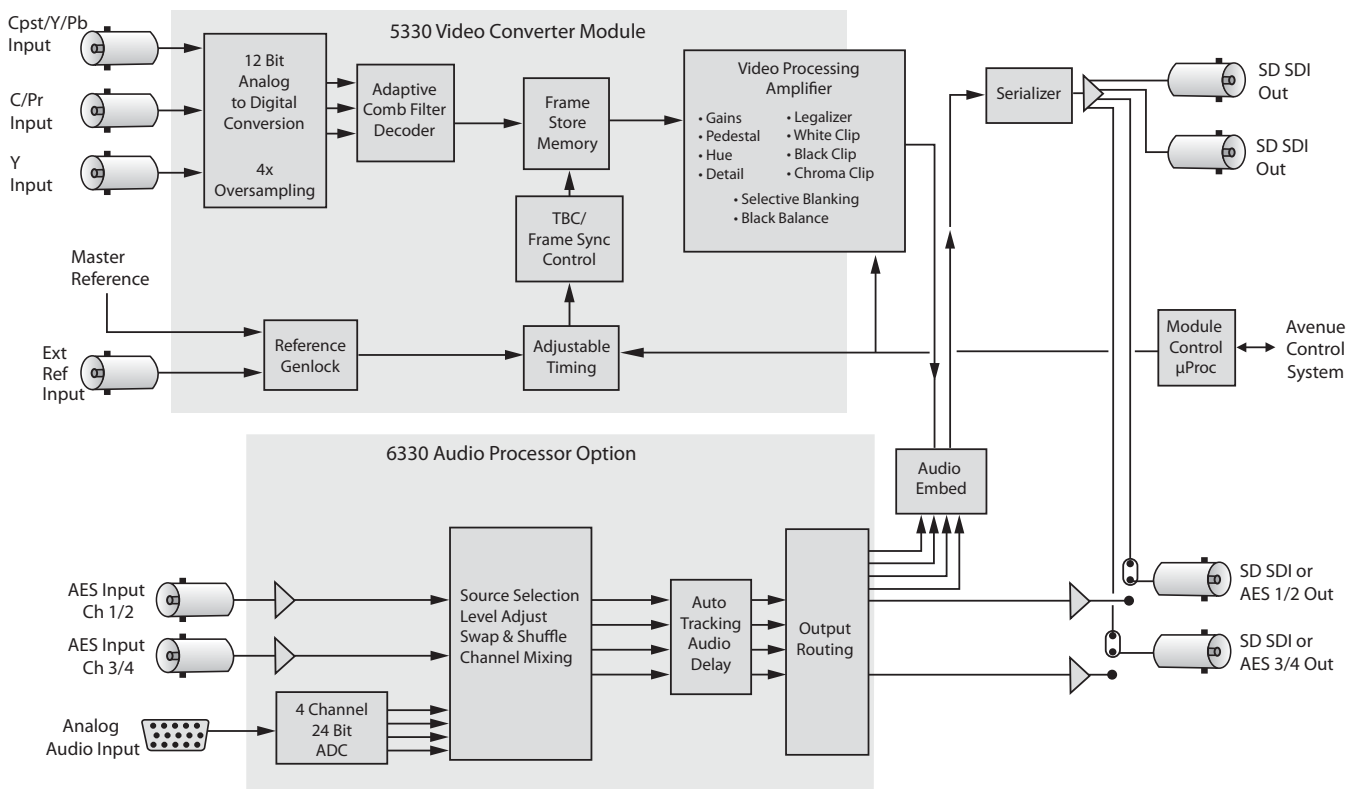 5330 Video Converter Module
Cpst/Y/Pb
Input
C/Pr
Input
Y
Input
12 Bit
Analog
to Digital
Conversion
4x
Oversampling
Adaptive
Comb Filter
Decoder
Frame
Store
Memory
Video Processing
Amplifier
• Gains
• Pedestal
• Hue
• Detail
• Legalizer
• White Clip
• Black Clip
• Chroma Clip
• Selective Blanking
• Black Balance
Serializer
SD SDI
Out
SD SDI
Out
TBC/
Frame Sync
Control
Master
Reference
Ext
Ref
Input
Reference
Genlock
Adjustable
Timing
Module
Control
µProc
Avenue
Control
System
6330 Audio Processor Option
Audio
Embed
AES Input
Ch 1/2
AES Input
Ch 3/4
Analog
Audio Input
4 Channel
24 Bit
ADC
Source Selection
Level Adjust
Swap & Shuffle
Channel Mixing
Auto
Tracking
Audio
Delay
Output
Routing
SD SDI or
AES 1/2 Out
SD SDI or
AES 3/4 Out